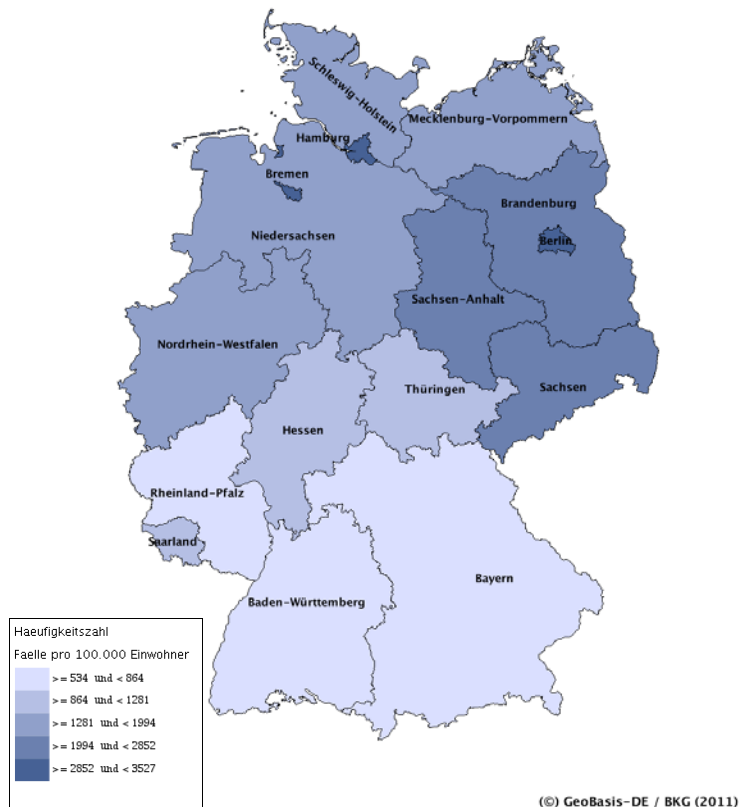 Schleswig-Holstein
Mecklenburg-Vorpommern
Hamburg
Bremen
Brandenburg
Berlin
Niedersachsen
Sachsen-Anhalt
Nordrhein-Westfalen
Thüringen
Sachsen
Hessen
Rheinland-Pfalz
Saarland
Bayern
Baden-Württemberg
Haeufigkeitszahl
Faelle pro 100.000 Einwohner
>= 534 und < 864
>= 864 und < 1281
>= 1281 und < 1994
>= 1994 und < 2852
>= 2852 und < 3527
(©) GeoBasis-DE / BKG (2011)